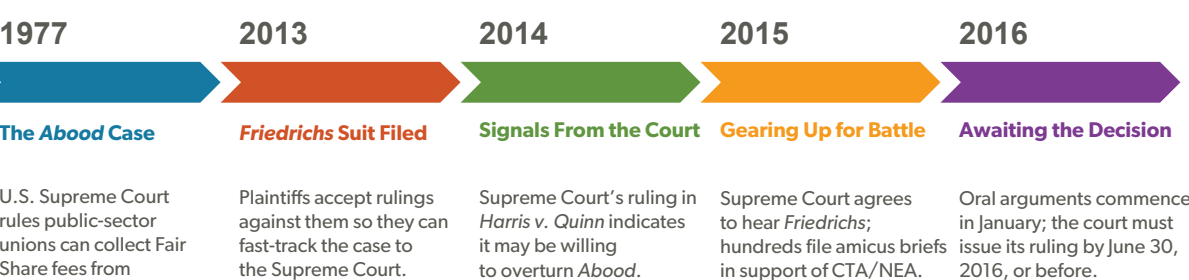 1977
2013
2014
2015
2016
The Abood Case
Friedrichs Suit Filed
Signals From the Court
Gearing Up for Battle
Awaiting the Decision
U.S. Supreme Court
rules public-sector
unions can collect Fair
Share fees from
Plaintiffs accept rulings
against them so they can
fast-track the case to
the Supreme Court.
Supreme Court’s ruling in
Harris v. Quinn indicates
it may be willing
to overturn Abood.
Supreme Court agrees
to hear Friedrichs;
hundreds file amicus briefs
in support of CTA/NEA.
Oral arguments commence
in January; the court must
issue its ruling by June 30,
2016, or before.